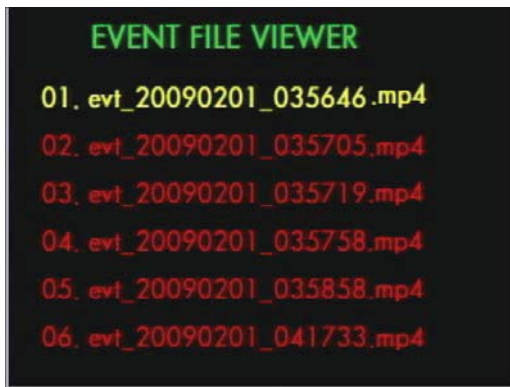 EVENT FILE VIEWER
01. evt_20090201_035646.mp4
02. evt_20090201_035705.mp4
03. evt_20090201_035719.mp4
04. evt_20090201_035758.mp4
05. evt_20090201_035858.mp4
06. evt_20090201_041733.mp4